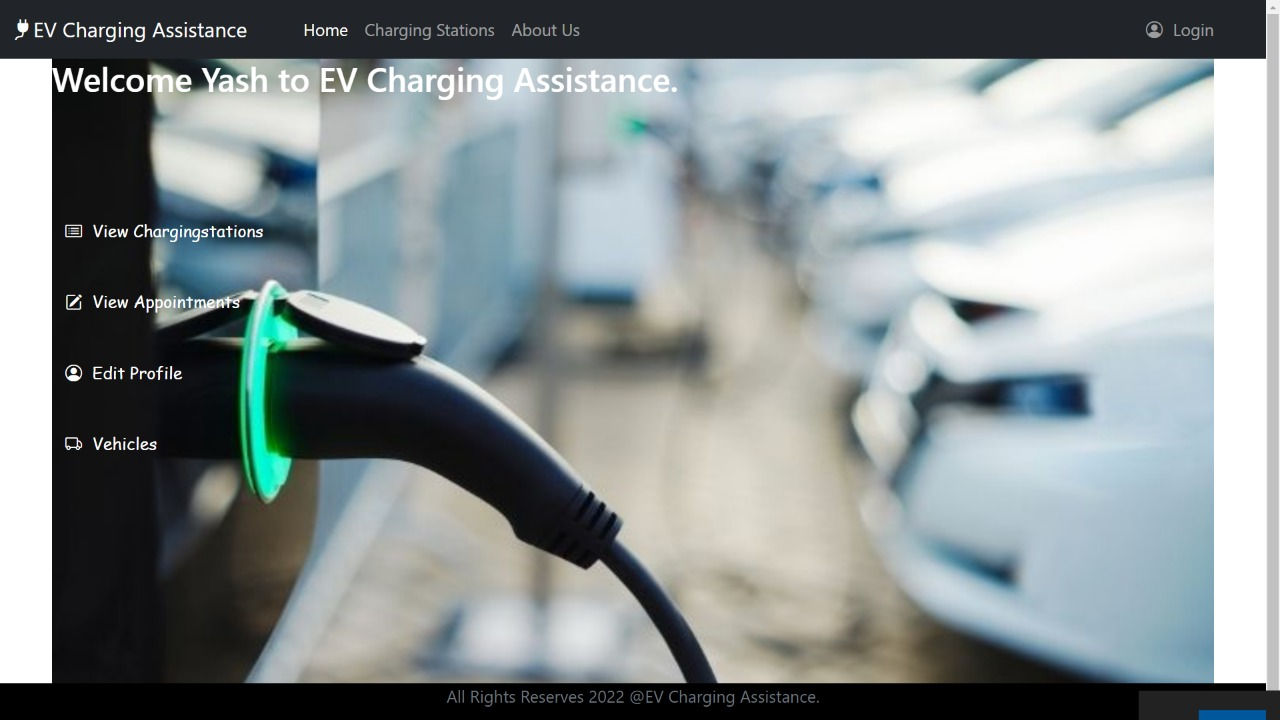 EV Charging Assistance Home Charging Stations About Us Login
Welcome Yash to EV Charging Assistance.
View Chargingstations
View Appointments
Edit Profile
Vehicles
All Rights Reserves 2022 @EV Charging Assistance.